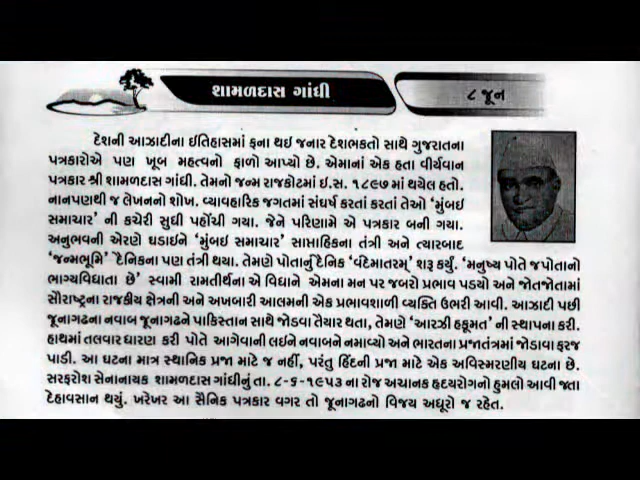 શામળદાસ ગાંધી
૮ જૂન
દેશની આઝાદીના ઇતિહાસમાં ફના થઇ જનાર દેશભકતો સાથે ગુજરાતના
પત્રકારોએ પણ ખૂબ મહત્વનો ફાળો આપ્યો છે. એમાંનાં એક હતા વીર્યવાન
પત્રકાર શ્રી શામળદાસ ગાંધી. તેમનો જન્મ રાજકોટમાં ઇ.સ. ૧૮૯૭ માં થયેલ હતો.
નાનપણથી જ લેખનનો શોખ. વ્યાવહારિક જગતમાં સંઘર્ષ કરતાં કરતાં તેઓ ‘મુંબઇ
સમાચાર’ ની કચેરી સુધી પહોંચી ગયા. જેને પરિણામે એ પત્રકાર બની ગયા.
અનુભવની એરણે ઘડાઇને ‘મુંબઇ સમાચાર’ સાપ્તાહિકના તંત્રી અને ત્યારબાદ
‘જન્મભૂમિ’ દૈનિકના પણ તંત્રી થયા. તેમણે પોતાનું દૈનિક ‘વંદેમાતરમ્’ શરૂ કર્યું. ‘મનુષ્ય પોતે જ પોતાનો
ભાગ્યવિધાતા છે’ સ્વામી રામતીર્થના એ વિધાને એમના મન પર જબરો પ્રભાવ પડયો અને જોતજોતામાં
સૌરાષ્ટ્રના રાજકીય ક્ષેત્રની અને અખબારી આલમની એક પ્રભાવશાળી વ્યક્તિ ઉભરી આવી. આઝાદી પછી
જૂનાગઢના નવાબ જૂનાગઢને પાકિસ્તાન સાથે જોડવા તૈયાર થતા, તેમણે ‘આરઝી હકૂમત’ ની સ્થાપના કરી.
હાથમાં તલવાર ધારણ કરી પોતે આગેવાની લઇને નવાબને નમાવ્યો અને ભારતના પ્રજાતંત્રમાં જોડાવા ફરજ
પાડી. આ ઘટના માત્ર સ્થાનિક પ્રજા માટે જ નહીં, પરંતુ હિંદની પ્રજા માટે એક અવિસ્મરણીય ઘટના છે.
સરફરોશ સેનાનાયક શામળદાસ ગાંધીનું તા. ૮-૬-૧૯૫૩ ના રોજ અચાનક હૃદયરોગનો હુમલો આવી જતા
દેહાવસાન થયું. ખરેખર આ સૈનિક પત્રકાર વગર તો જૂનાગઢનો વિજય અધૂરો જ રહેત.